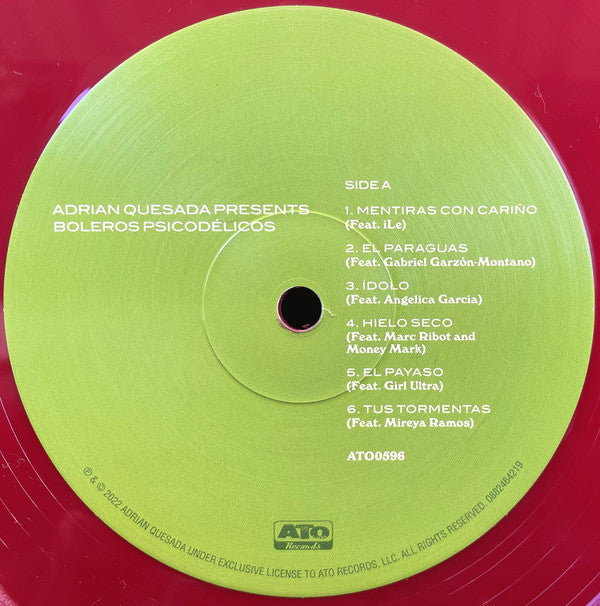 ADRIAN QUESADA PRESENTS
BOLEROS PSICODÉLICOS
SIDE A
1. MENTIRAS CON CARIÑO
(Feat. iLe)
2. EL PARAGUAS
(Feat. Gabriel Garzón-Montano)
3. ÍDOLO
(Feat. Angelica Garcia)
4. HIELO SECO
(Feat. Marc Ribot and
Money Mark)
5. EL PAYASO
(Feat. Girl Ultra)
6. TUS TORMENTAS
(Feat. Mireya Ramos)
ATO0596
ATO
Records
℗ & © 2022 ADRIAN QUESADA UNDER EXCLUSIVE LICENSE TO ATO RECORDS, LLC. ALL RIGHTS RESERVED. 0882464219